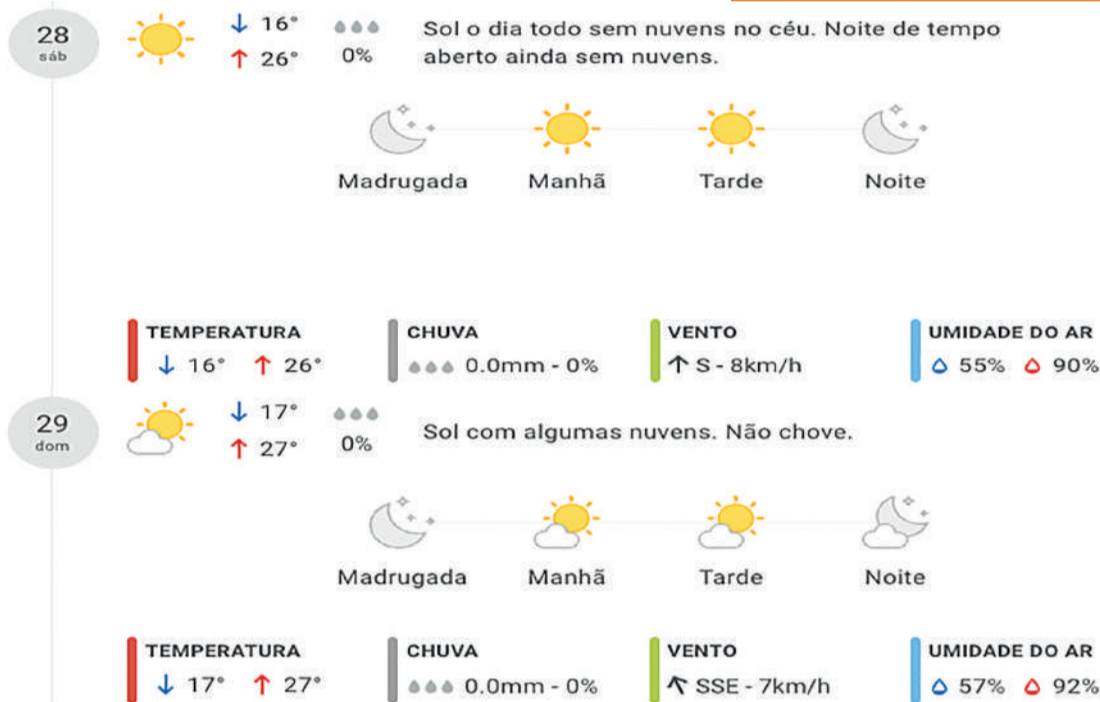 28
sáb
16°
26°
0%
Sol o dia todo sem nuvens no céu. Noite de tempo
aberto ainda sem nuvens.
Madrugada Manhã Tarde Noite
TEMPERATURA CHUVA VENTO UMIDADE DO AR
16° 26° 0.0mm - 0% S - 8km/h 55% 90%
29
dom
17°
27°
0%
Sol com algumas nuvens. Não chove.
Madrugada Manhã Tarde Noite
TEMPERATURA CHUVA VENTO UMIDADE DO AR
17° 27° 0.0mm - 0% SSE - 7km/h 57% 92%